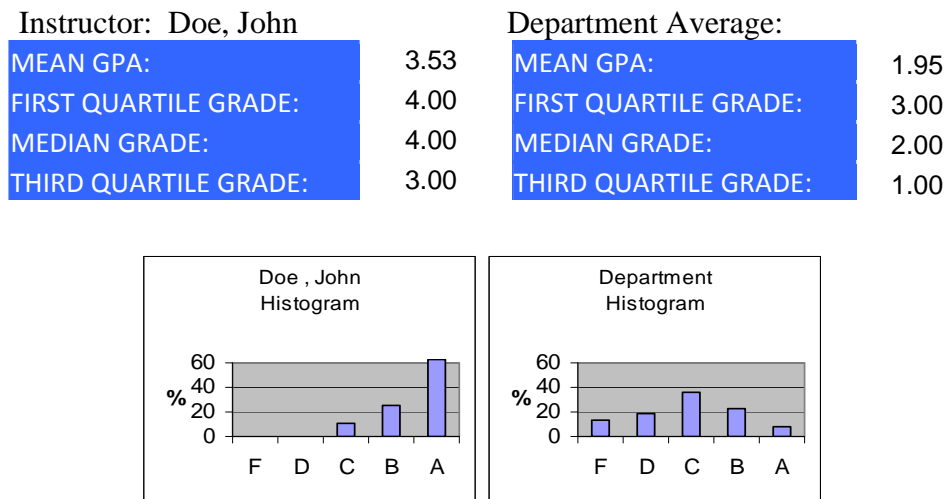 Instructor: Doe, John Department Average:
MEAN GPA: 3.53 MEAN GPA: 1.95
FIRST QUARTILE GRADE: 4.00 FIRST QUARTILE GRADE: 3.00
MEDIAN GRADE: 4.00 MEDIAN GRADE: 2.00
THIRD QUARTILE GRADE: 3.00 THIRD QUARTILE GRADE: 1.00
Doe , John
Histogram
60
40
%
20
0
F D C B A
Department
Histogram
60
40
%
20
0
F D C B A